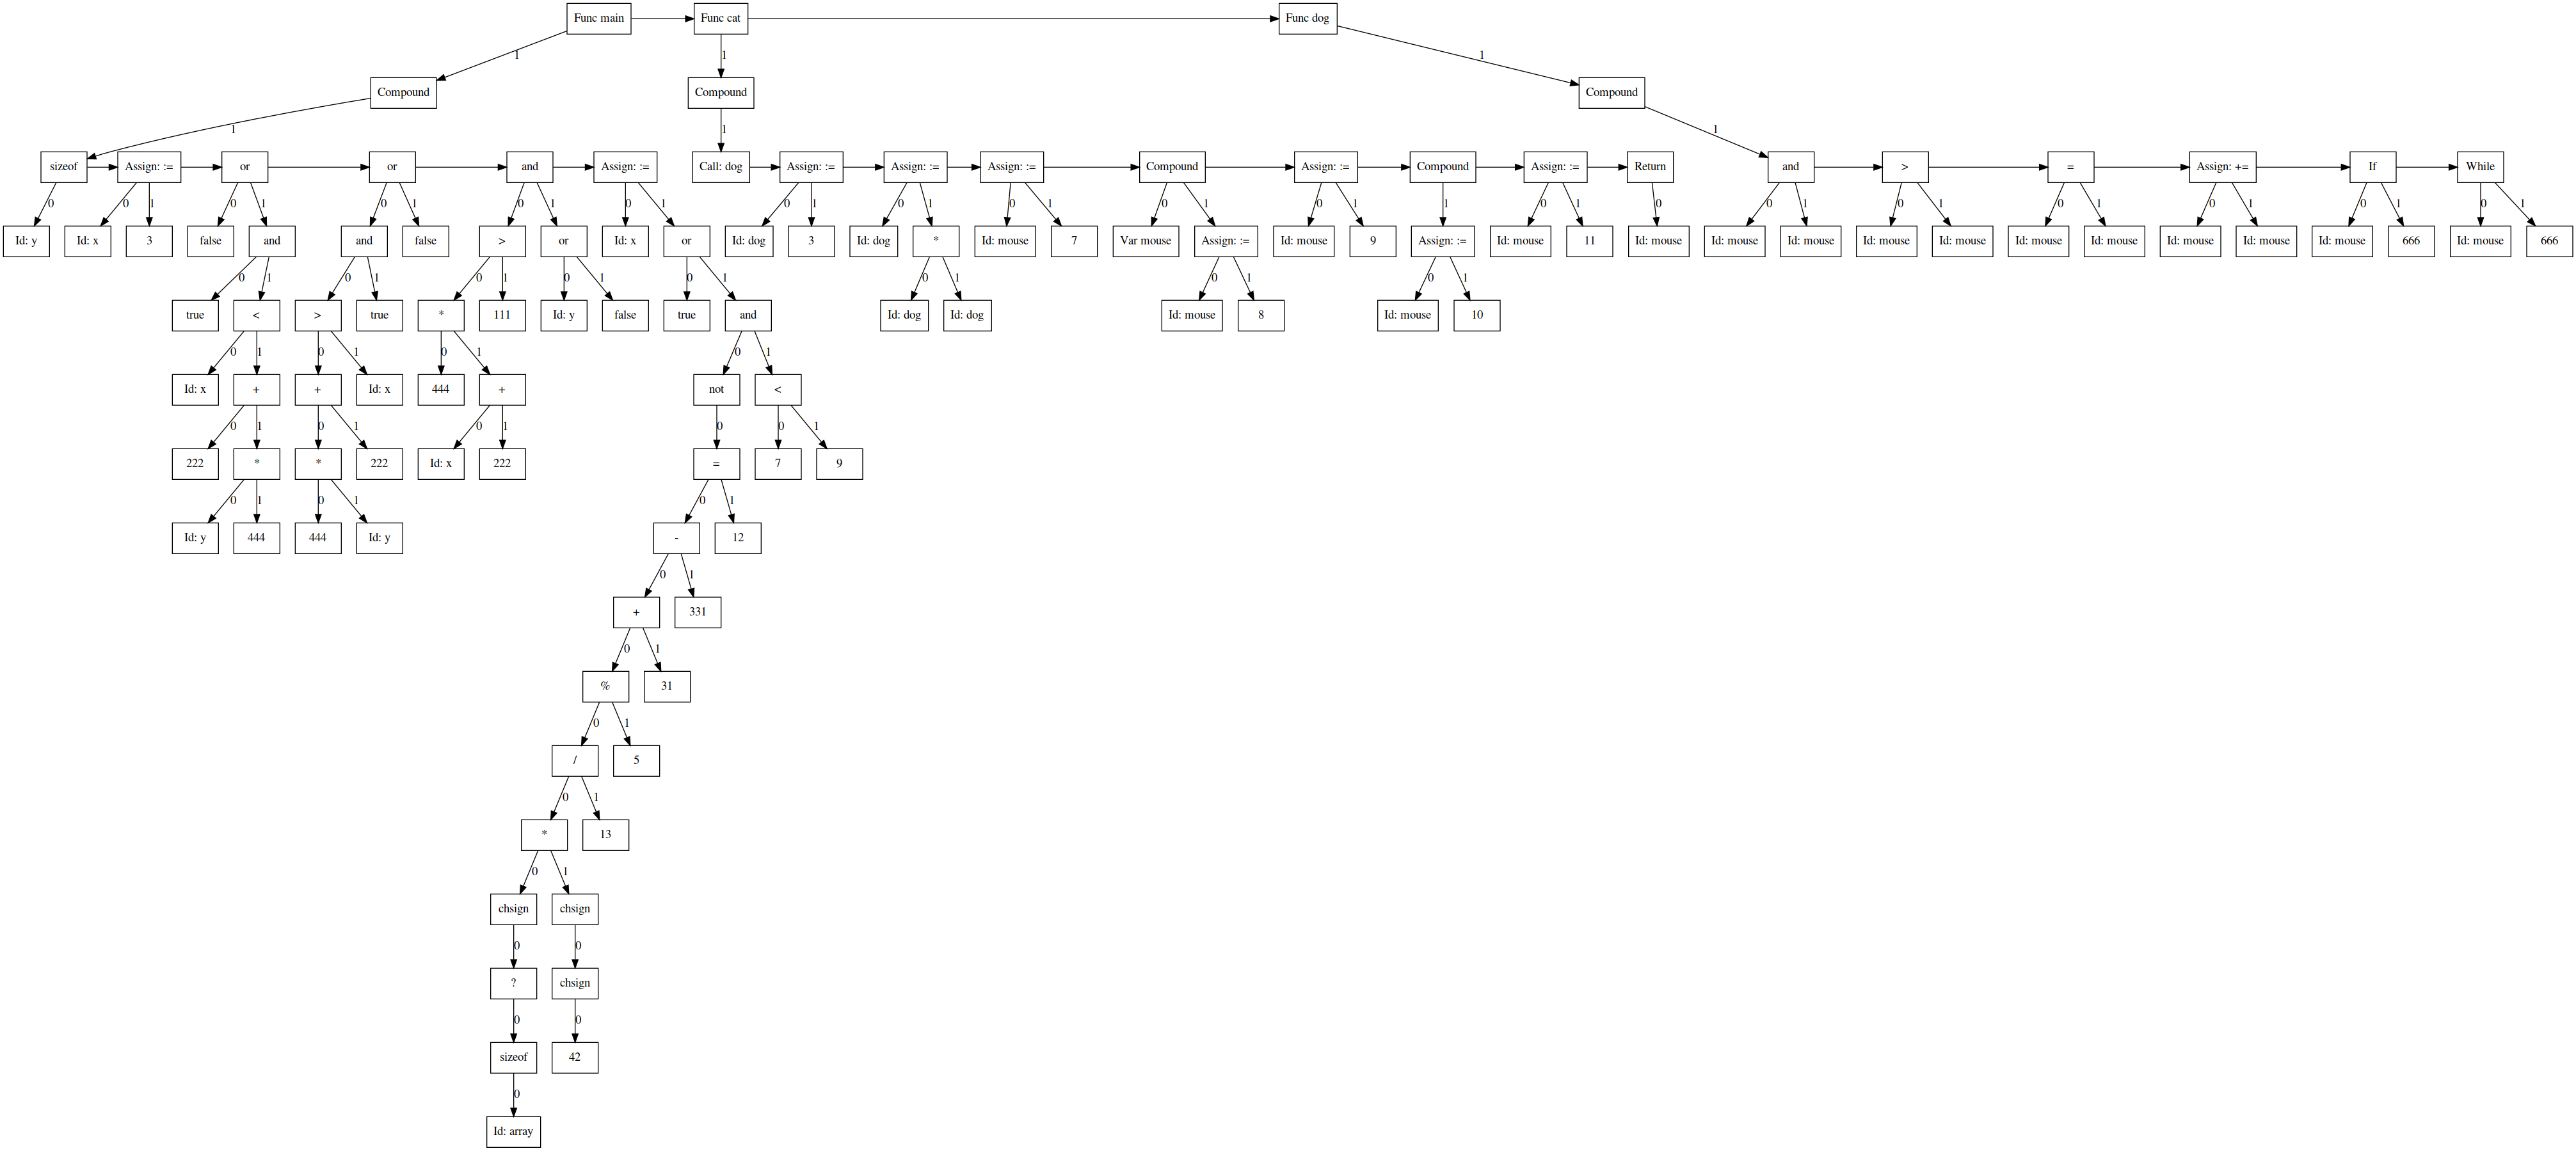 Func main Func cat Func dog
1 1 1
Compound Compound Compound
1 1 1
sizeof Assign: := or or and Assign: := Call: dog Assign: := Assign: := Assign: := Compound Assign: := Compound Assign: := Return and > = Assign: += If While
0 0 1 0 1 0 1 0 1 0 1 0 1 0 1 0 1 0 1 0 1 1 0 1 0 0 1 0 1 0 1 0 1 0 1 0 1
Id: y Id: x 3 false and and false > or Id: x or Id: dog 3 Id: dog * Id: mouse 7 Var mouse Assign: := Id: mouse 9 Assign: := Id: mouse 11 Id: mouse Id: mouse Id: mouse Id: mouse Id: mouse Id: mouse Id: mouse Id: mouse Id: mouse Id: mouse 666 Id: mouse 666
0 1 0 1 0 1 0 1 0 1 0 1 0 1 0 1
true < > true * 111 Id: y false true and Id: dog Id: dog Id: mouse 8 Id: mouse 10
0 1 0 1 0 1 0 1
Id: x + + Id: x 444 + not <
0 1 0 1 0 1 0 0 1
222 * * 222 Id: x 222 = 7 9
0 1 0 1 0 1
Id: y 444 444 Id: y - 12
0 1
+ 331
0 1
% 31
0 1
/ 5
0 1
* 13
0 1
chsign chsign
0 0
? chsign
0 0
sizeof 42
0
Id: array